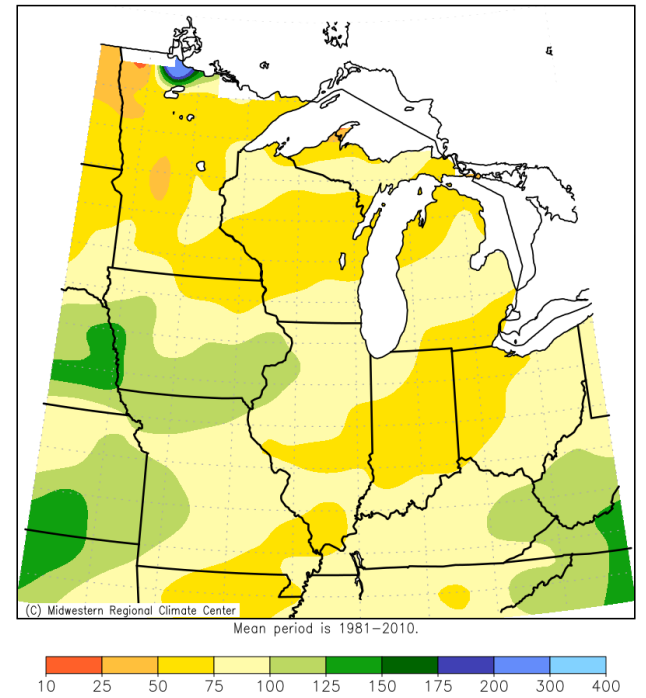 (C) Midwestern Regional Climate Center
Mean period is 1981-2010.
10 25 50 75 100 125 150 175 200 300 400